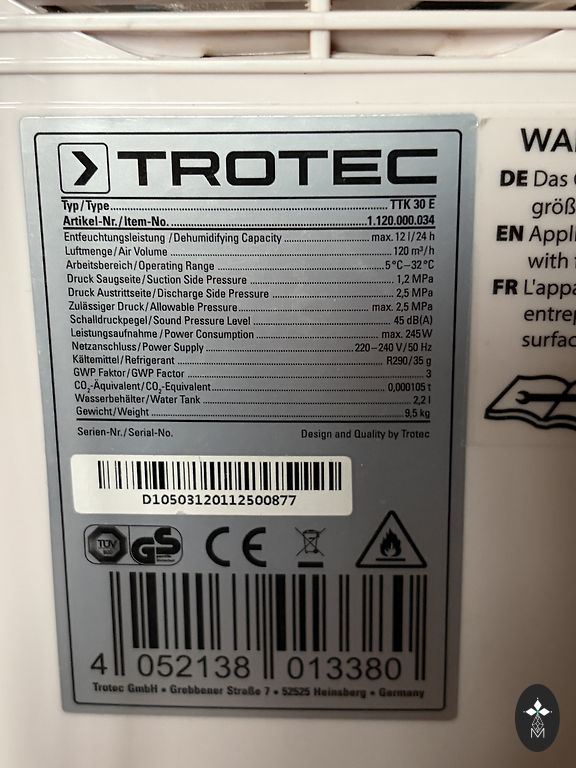 TROTEC
Typ/Type TTK 30 E
Artikel-Nr./Item-No. 1.120.000.034
Entfeuchtungsleistung/Dehumidifying Capacity max. 12 l/24 h
Luftmenge/Air Volume 120 m³/h
Arbeitsbereich/Operating Range 5°C–32°C
Druck Saugseite/Suction Side Pressure 1,2 MPa
Druck Austrittseite/Discharge Side Pressure 2,5 MPa
Zulässiger Druck/Allowable Pressure max. 2,5 MPa
Schalldruckpegel/Sound Pressure Level 45 dB(A)
Leistungsaufnahme/Power Consumption max. 245 W
Netzanschluss/Power Supply 220–240 V/50 Hz
Kältemittel/Refrigerant R290/35 g
GWP Faktor/GWP Factor 3
CO₂-Äquivalent/CO₂-Equivalent 0,000105 t
Wasserbehälter/Water Tank 2,2 l
Gewicht/Weight 9,5 kg
Serien-Nr./Serial-No. Design and Quality by Trotec
D10503120112500877
TÜV GS CE
4 052138 013380
Trotec GmbH • Grebbener Straße 7 • 52525 Heinsberg • Germany
DE Das
EN
with
FR L'appa
M